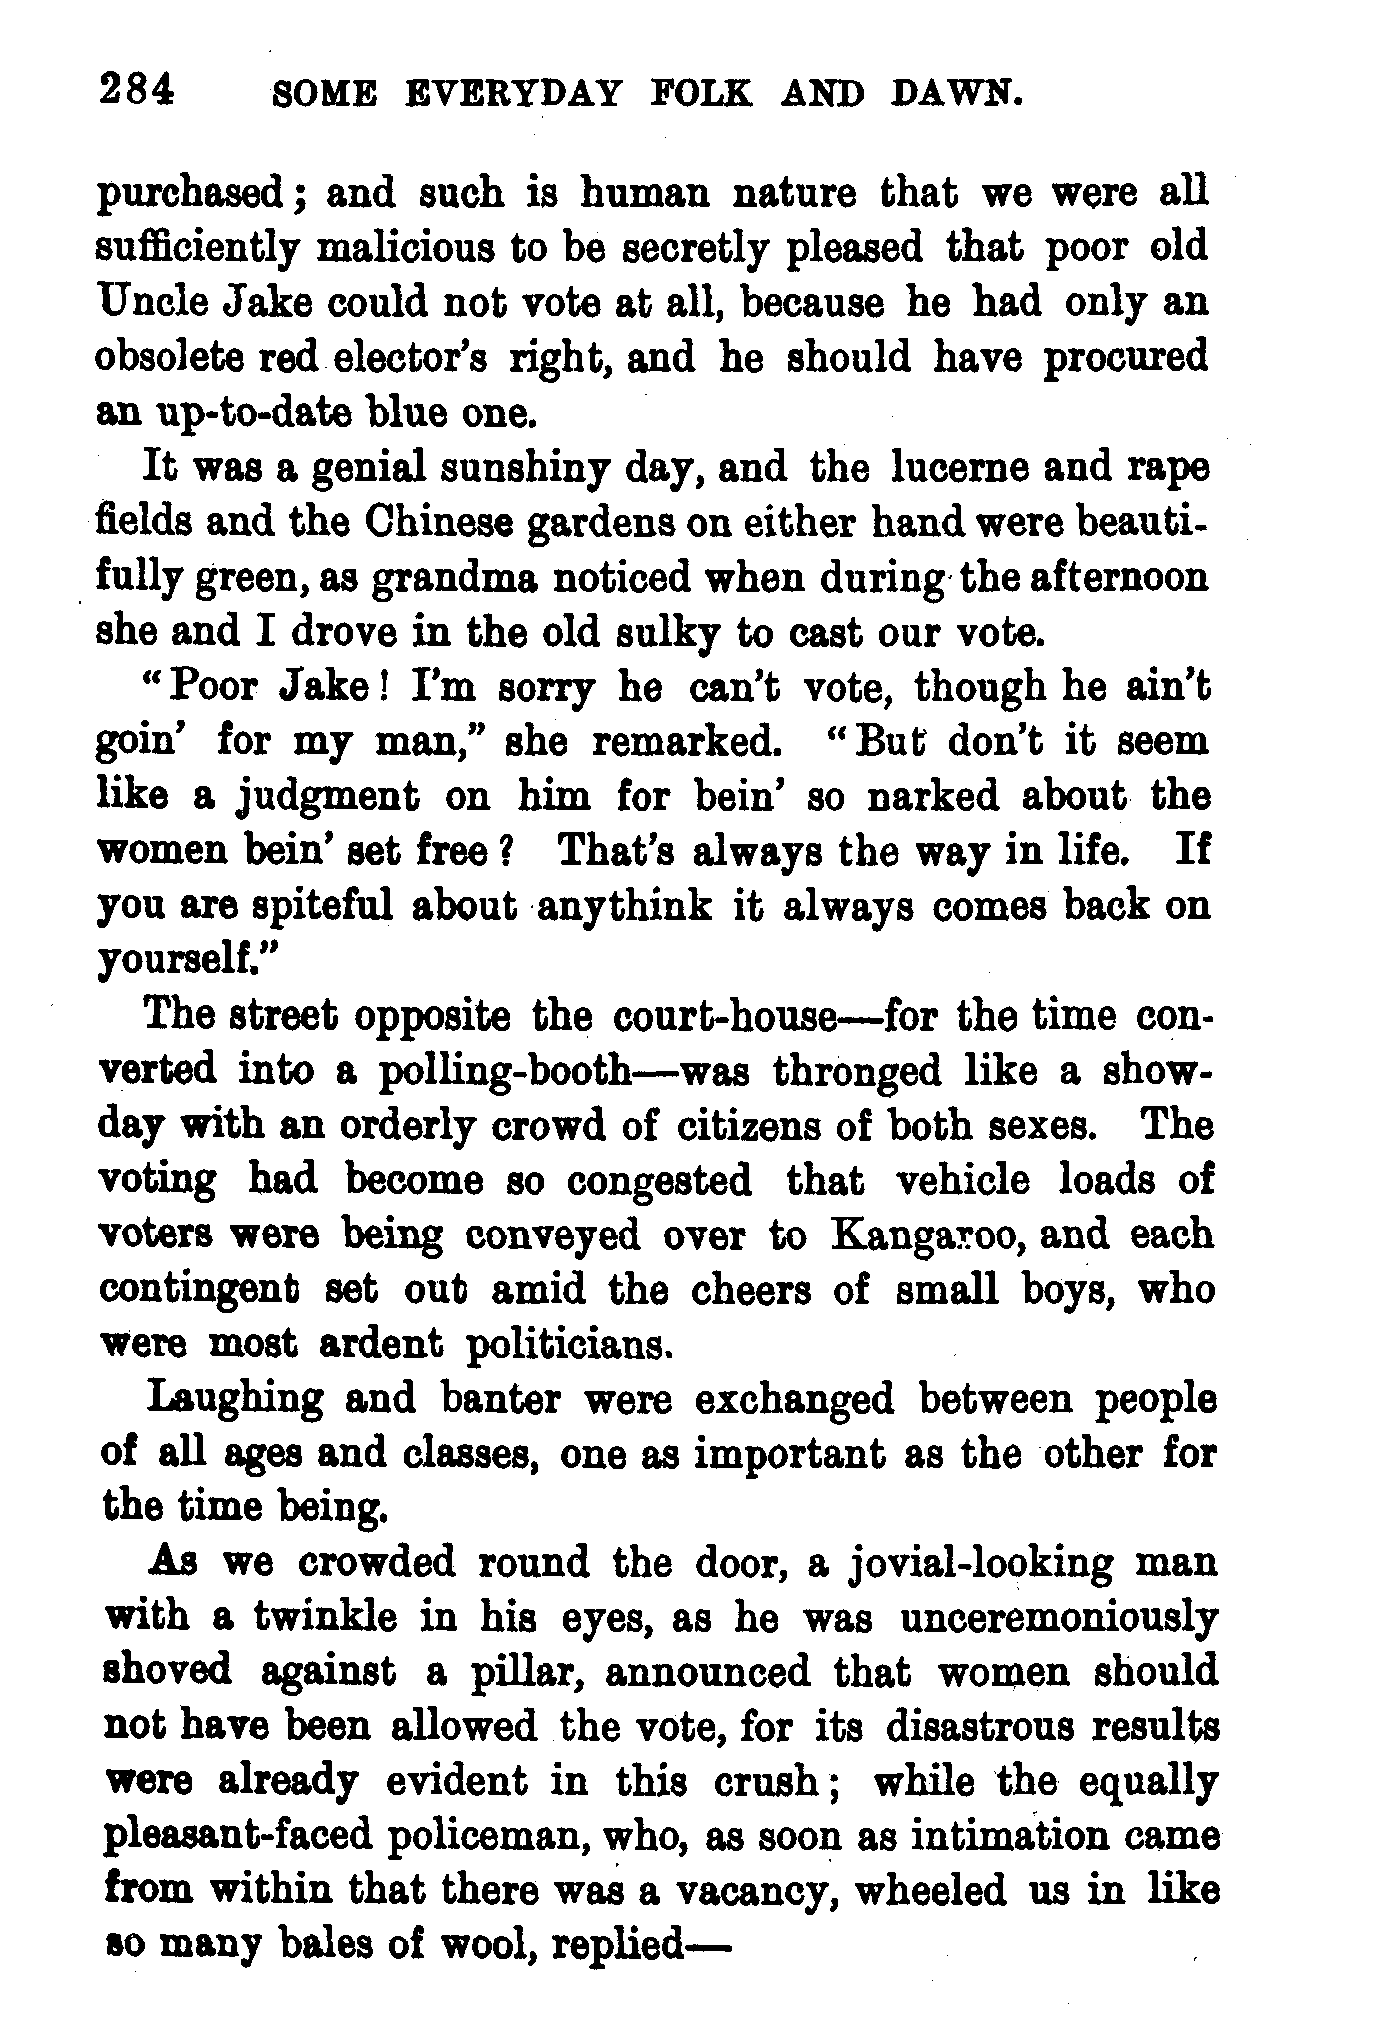 284 SOME EVERYDAY FOLK AND DAWN.
purchased; and such is human nature that we were all
sufficiently malicious to be secretly pleased that poor old
Uncle Jake could not vote at all, because he had only an
obsolete red elector's right, and he should have procured
an up-to-date blue one.
It was a genial sunshiny day, and the lucerne and rape
fields and the Chinese gardens on either hand were beauti-
fully green, as grandma noticed when during the afternoon
she and I drove in the old sulky to cast our vote.
“Poor Jake! I'm sorry he can't vote, though he ain't
goin' for my man,” she remarked. “But don't it seem
like a judgment on him for bein' so narked about the
women bein' set free? That's always the way in life. If
you are spiteful about anythink it always comes back on
yourself.”
The street opposite the court-house—for the time con-
verted into a polling-booth—was thronged like a show-
day with an orderly crowd of citizens of both sexes. The
voting had become so congested that vehicle loads of
voters were being conveyed over to Kangaroo, and each
contingent set out amid the cheers of small boys, who
were most ardent politicians.
Laughing and banter were exchanged between people
of all ages and classes, one as important as the other for
the time being.
As we crowded round the door, a jovial-looking man
with a twinkle in his eyes, as he was unceremoniously
shoved against a pillar, announced that women should
not have been allowed the vote, for its disastrous results
were already evident in this crush; while the equally
pleasant-faced policeman, who, as soon as intimation came
from within that there was a vacancy, wheeled us in like
so many bales of wool, replied—